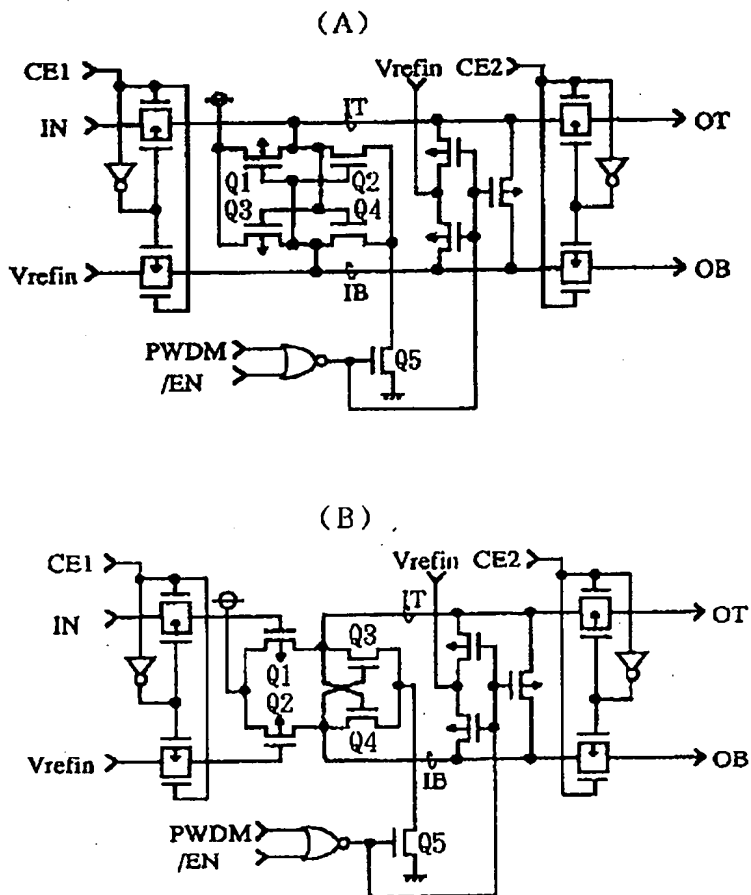 (A)
CE1
Vrefin CE2
IN
IT
OT
Q1 Q2
Q3 Q4
Vrefin
IB
OB
PWDM
/EN
Q5
(B)
CE1
Vrefin CE2
IN
IT
OT
Q3
Q1
Q2
Q4
Vrefin
IB
OB
PWDM
/EN
Q5